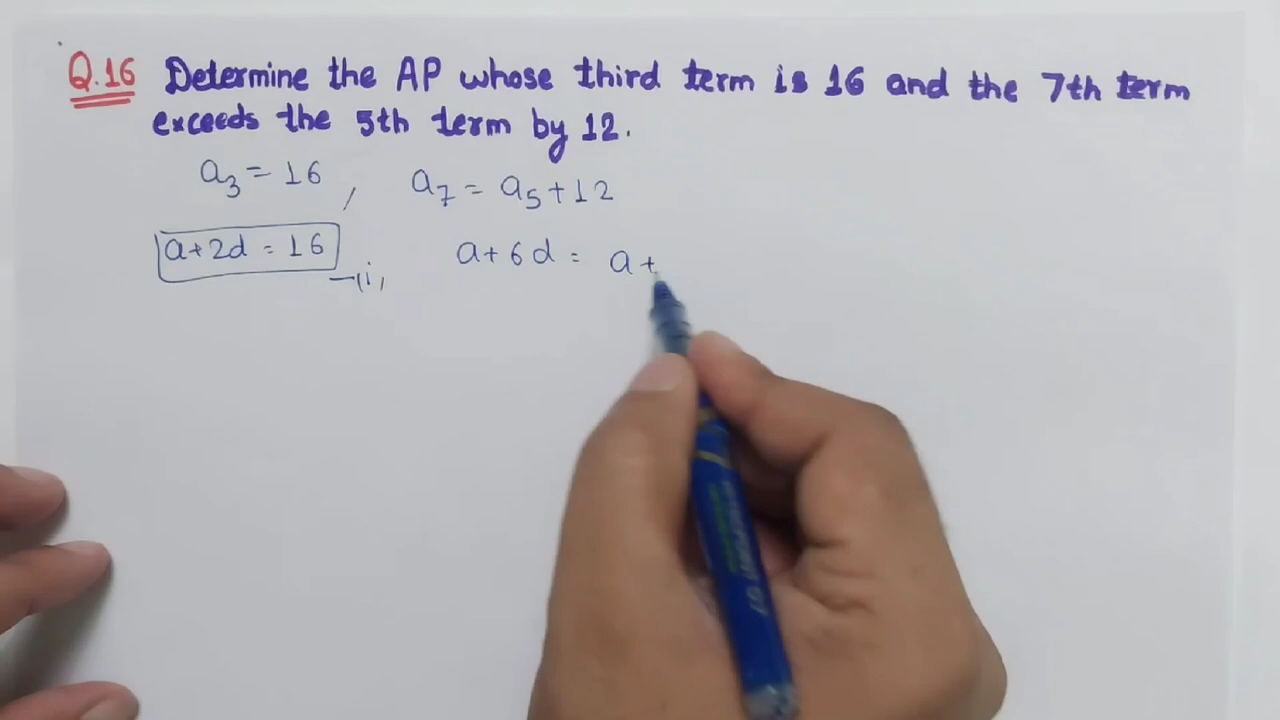 Q.16 Determine the AP whose third term is 16 and the 7th term
exceeds the 5th term by 12.
a₃ = 16 , a₇ = a₅ + 12
a + 2d = 16 —(i) a + 6d = a +